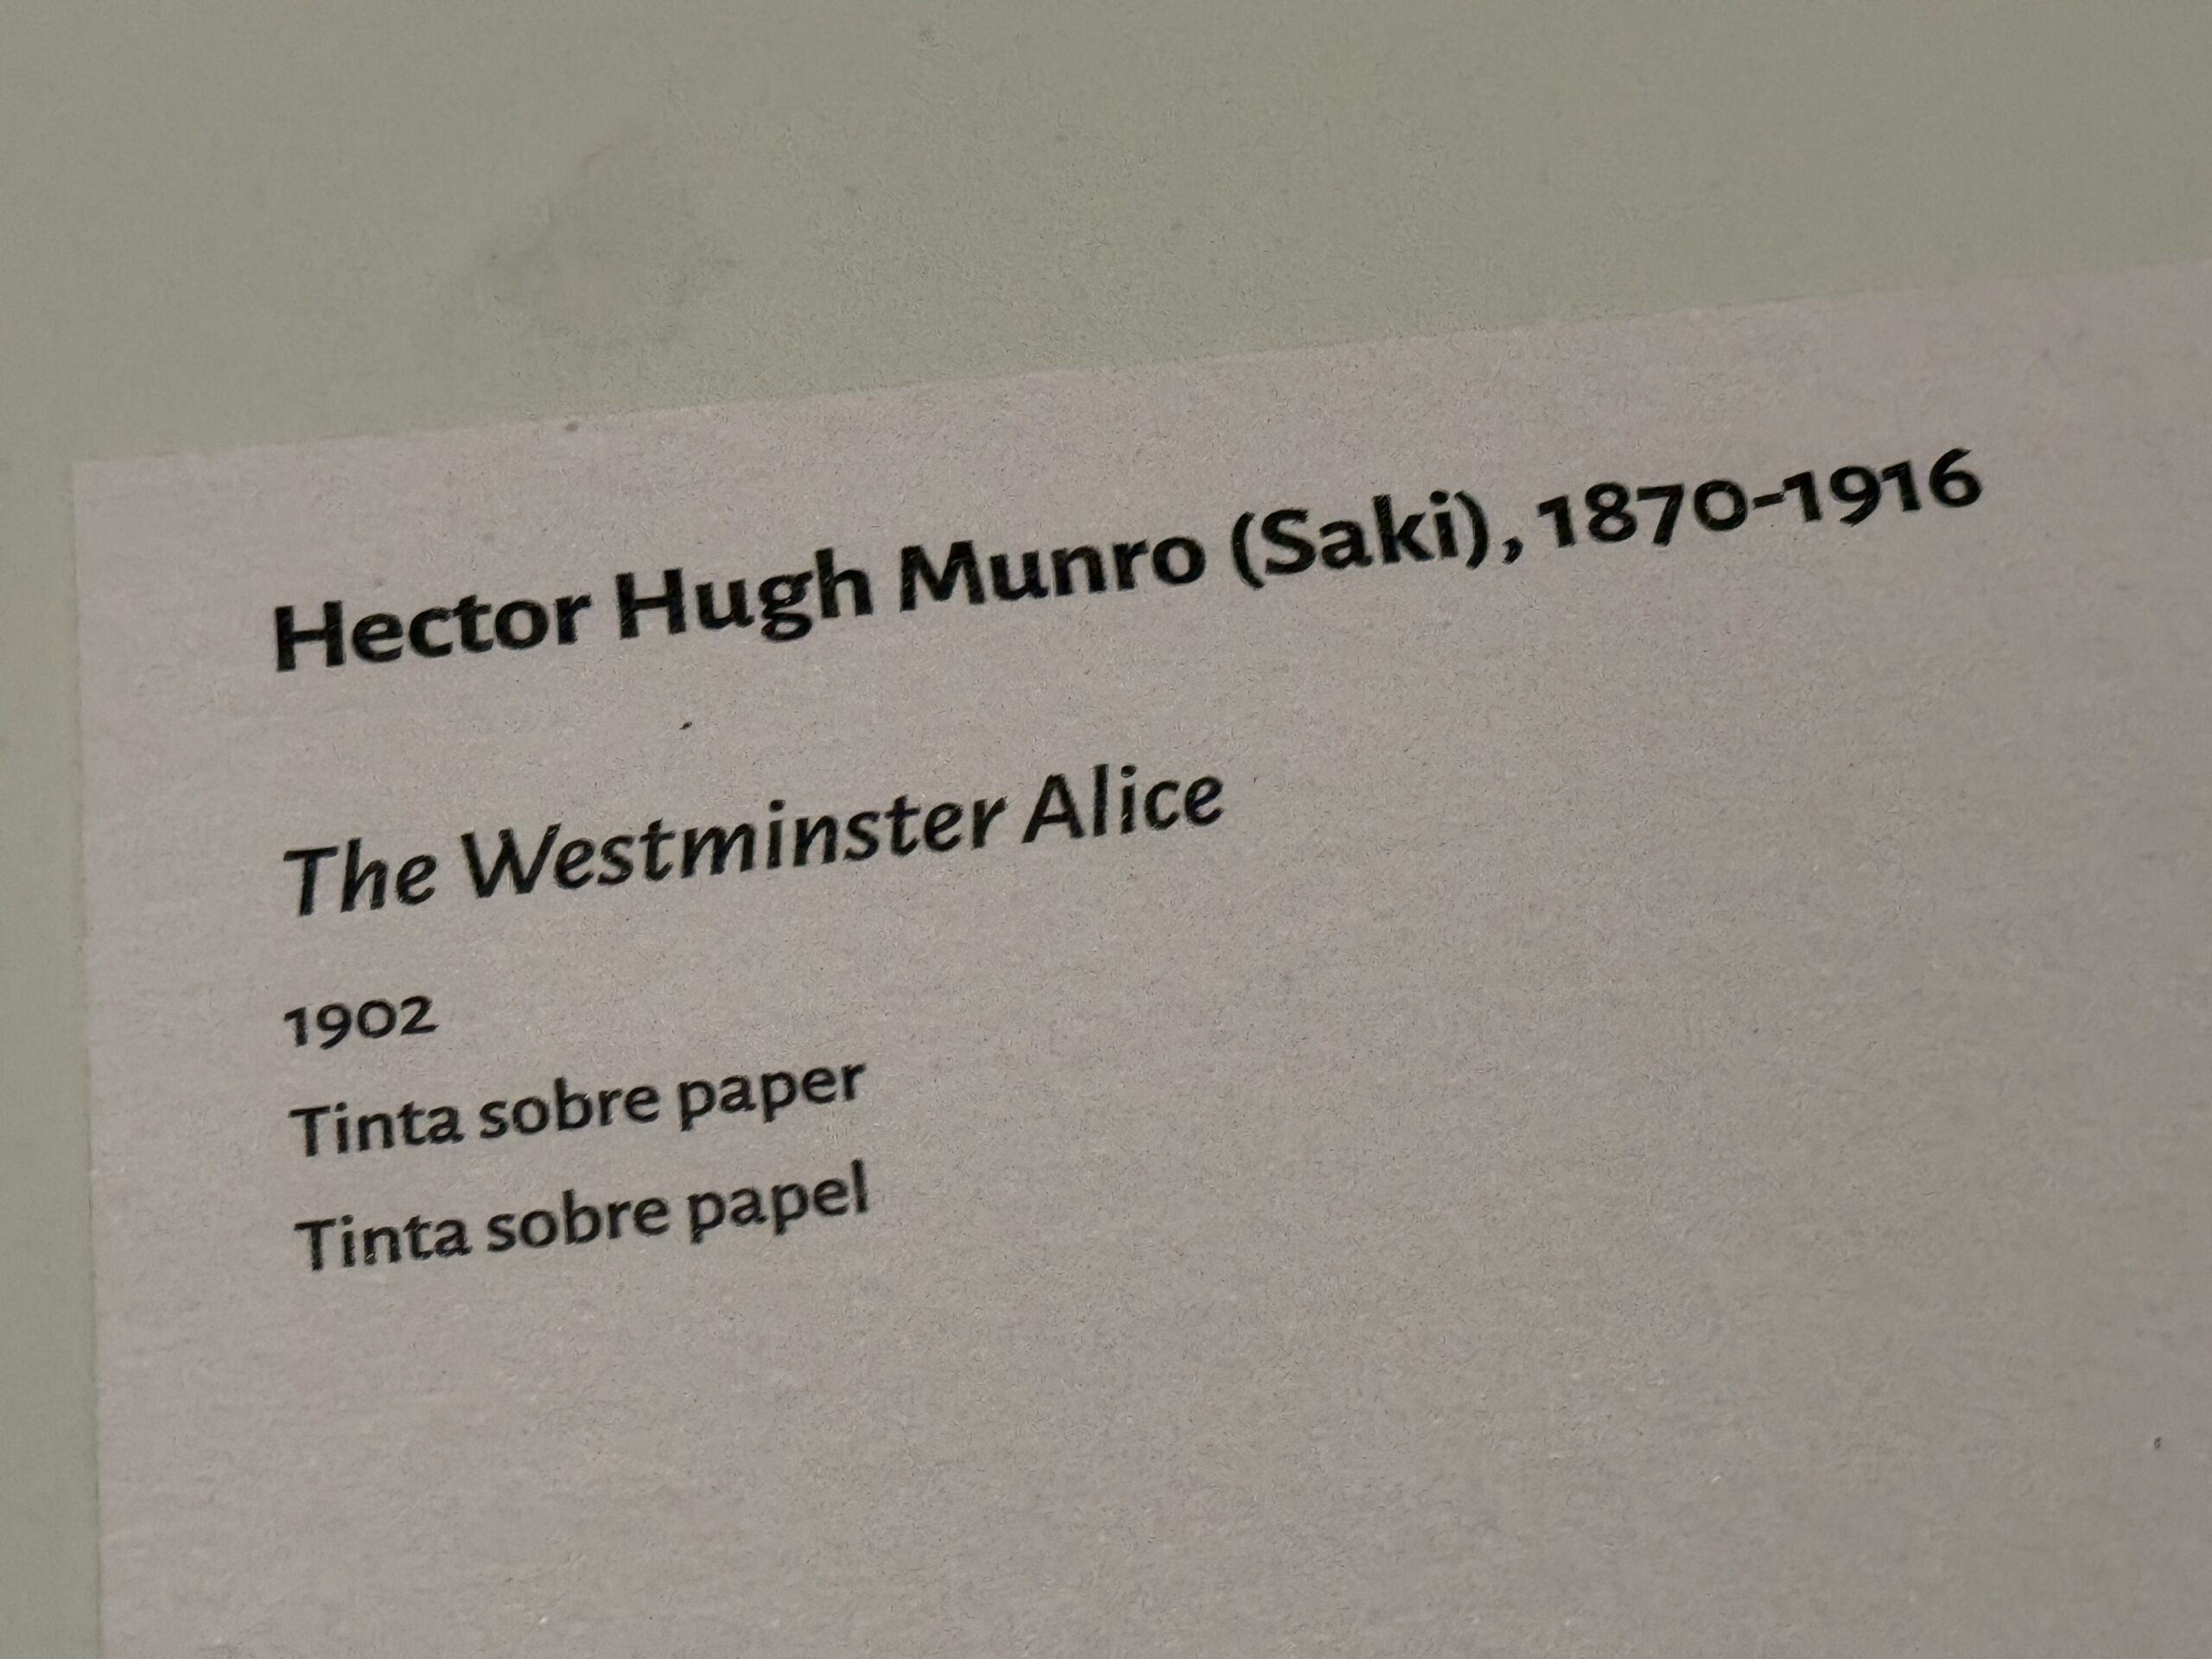 Hector Hugh Munro (Saki), 1870-1916
The Westminster Alice
1902
Tinta sobre paper
Tinta sobre papel